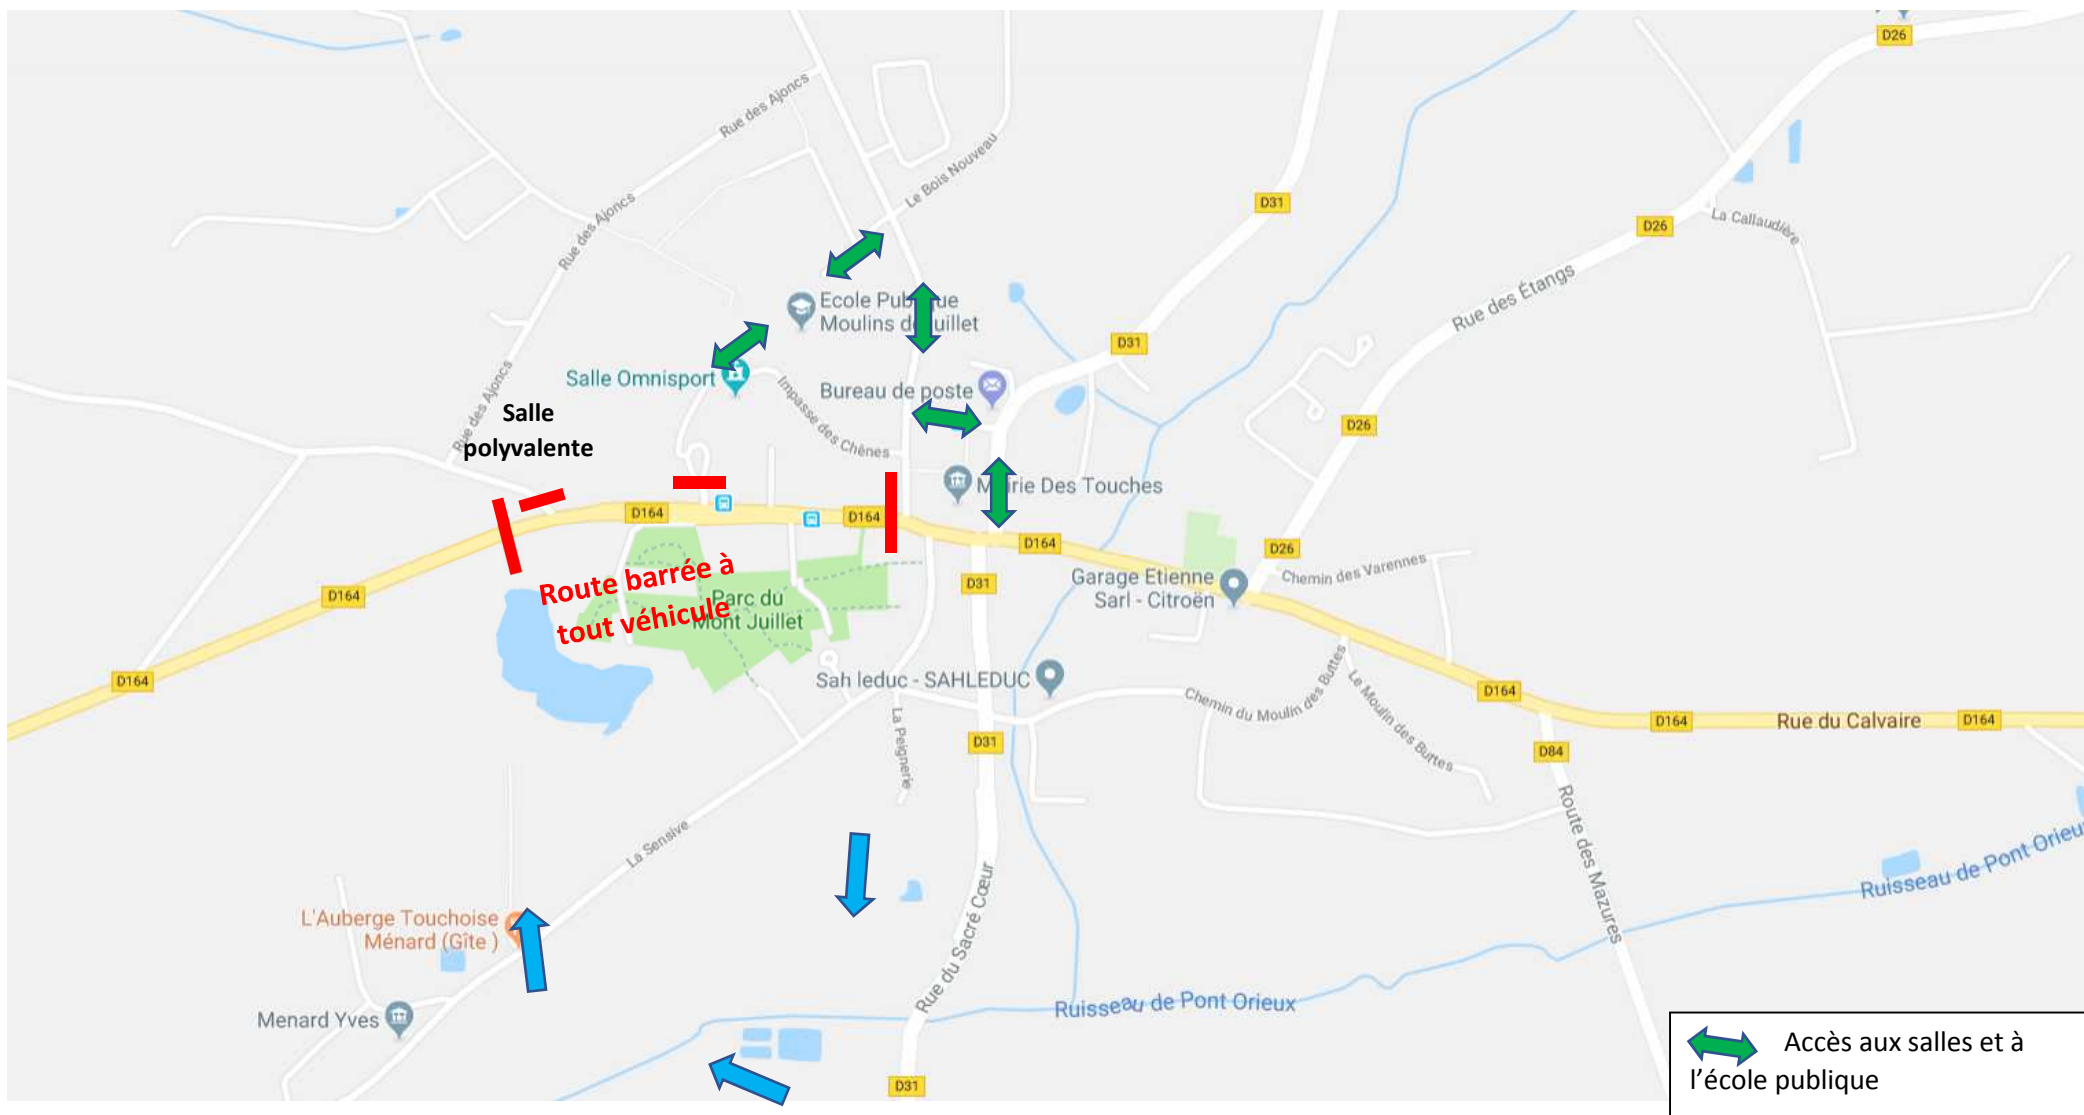 D26
Rue des Ajoncs
Le Bois Nouveau
D31
Rue des Ajoncs
D26
La Callaudière
Rue des Étangs
Ecole Publique
Moulins de Juillet
D31
Salle Omnisport
Bureau de poste
Rue des Ajoncs
Impasse des Chênes
Salle
polyvalente
D26
Mairie Des Touches
D164
D164
D164
D26
Chemin des Varennes
Route barrée à
tout véhicule
D31
Garage Etienne
Sarl - Citroën
D164
Parc du
Mont Juillet
D164
Sah leduc - SAHLEDUC
Chemin du Moulin des Buttes
Le Moulin des Buttes
D164
D164
Rue du Calvaire
D164
La Peignerie
D31
D84
Route des Mazures
La Sensive
Rue du Sacré Cœur
Ruisseau de Pont Orieux
L'Auberge Touchoise
Ménard (Gîte )
Menard Yves
Ruisseau de Pont Orieux
D31
Accès aux salles et à
l’école publique